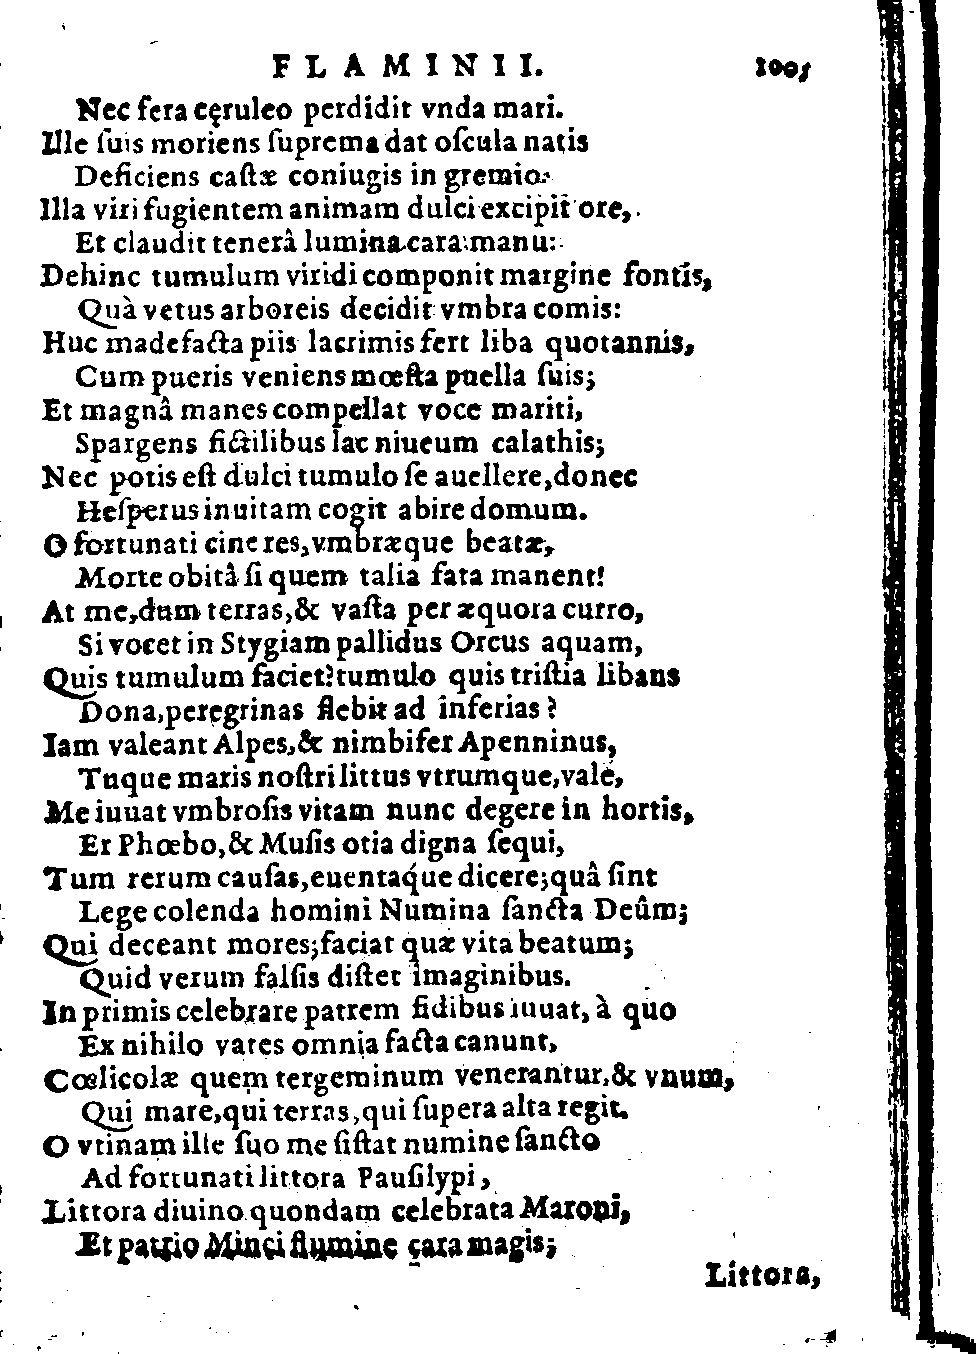 FLAMINII. 1005
Nec fera cęruleo perdidit vnda mari.
Ille ſuis moriens ſuprema dat oſcula natis
Deficiens caſtæ coniugis in gremio.
Illa viri fugientem animam dulci excipit ore,
Et claudit tenerâ lumina cara manu:
Dehinc tumulum viridi componit margine fontis,
Quà vetus arboreis decidit vmbra comis:
Huc madefacta piis lacrimis fert liba quotannis,
Cum pueris veniens mœſta puella ſuis;
Et magnâ manes compellat voce mariti,
Spargens fictilibus lac niueum calathis;
Nec potis eſt dulci tumulo ſe auellere, donec
Heſperus inuitam cogit abire domum.
O fortunati cineres, vmbræque beatæ,
Morte obitâ ſi quem talia fata manent!
At me, dum terras, & vaſta per æquora curro,
Si vocet in Stygiam pallidus Orcus aquam,
Quis tumulum faciet? tumulo quis triſtia libans
Dona, peregrinas flebit ad inferias?
Iam valeant Alpes, & nimbifer Apenninus,
Tuque maris noſtri littus vtrumque, vale,
Me iuuat vmbroſis vitam nunc degere in hortis,
Et Phœbo, & Muſis otia digna ſequi,
Tum rerum cauſas, euentaq́ue dicere; quâ ſint
Lege colenda homini Numina ſancta Deûm;
Qui deceant mores; faciat quæ vita beatum;
Quid verum falſis diſtet imaginibus.
In primis celebrare patrem fidibus iuuat, à quo
Ex nihilo vates omnia facta canunt,
Cœlicolæ quem tergeminum venerantur, & vnum,
Qui mare, qui terras, qui ſupera alta regit.
O vtinam ille ſuo me ſiſtat numine ſancto
Ad fortunati littora Pauſilypi,
Littora diuino quondam celebrata Maroni,
Et patrio Minci flumine cara magis;
Littora,